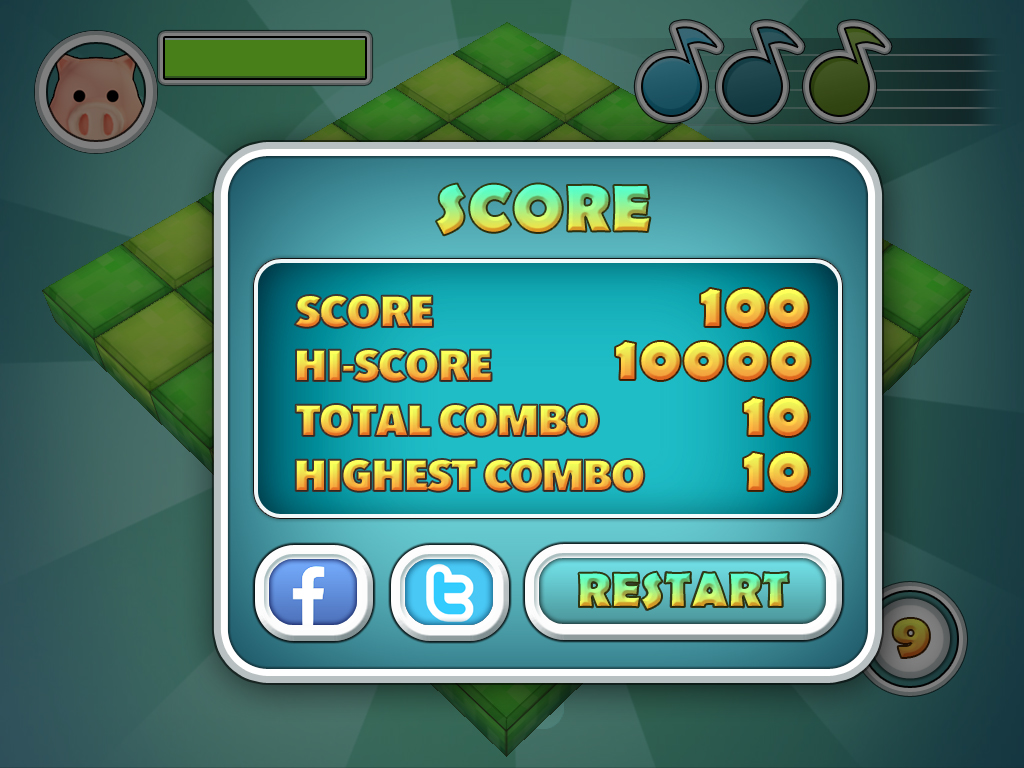 SCORE
SCORE 100
HI-SCORE 10000
TOTAL COMBO 10
HIGHEST COMBO 10
f t RESTART
9